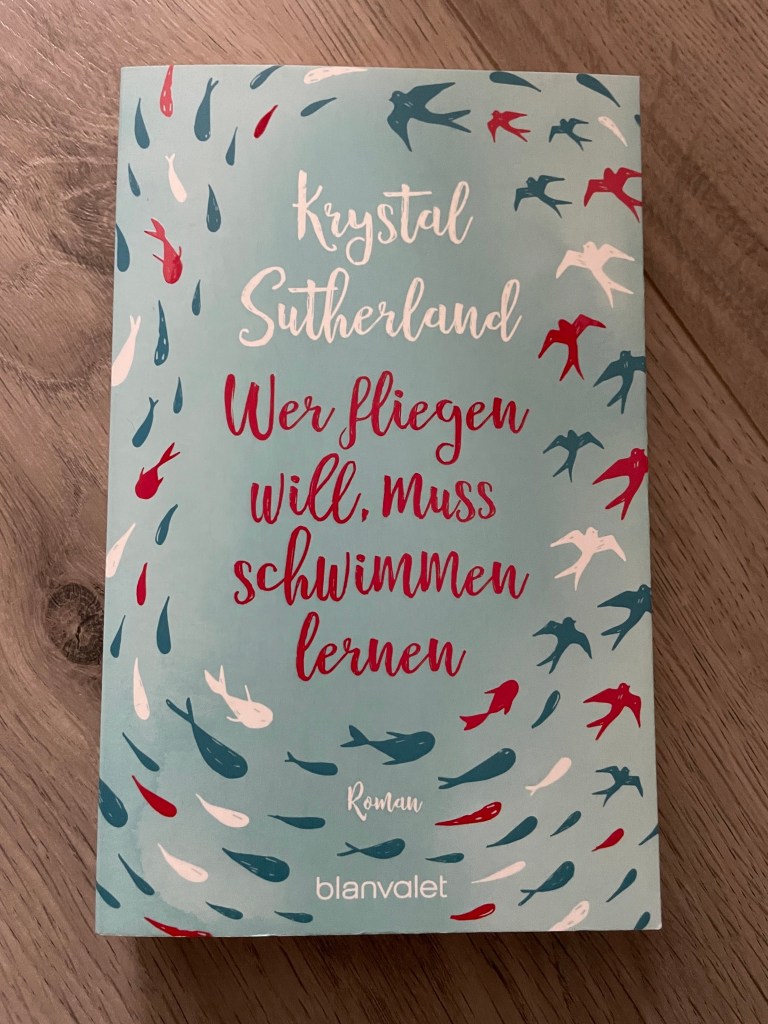 Krystal
Sutherland
Wer fliegen
will, muss
schwimmen
lernen
Roman
blanvalet